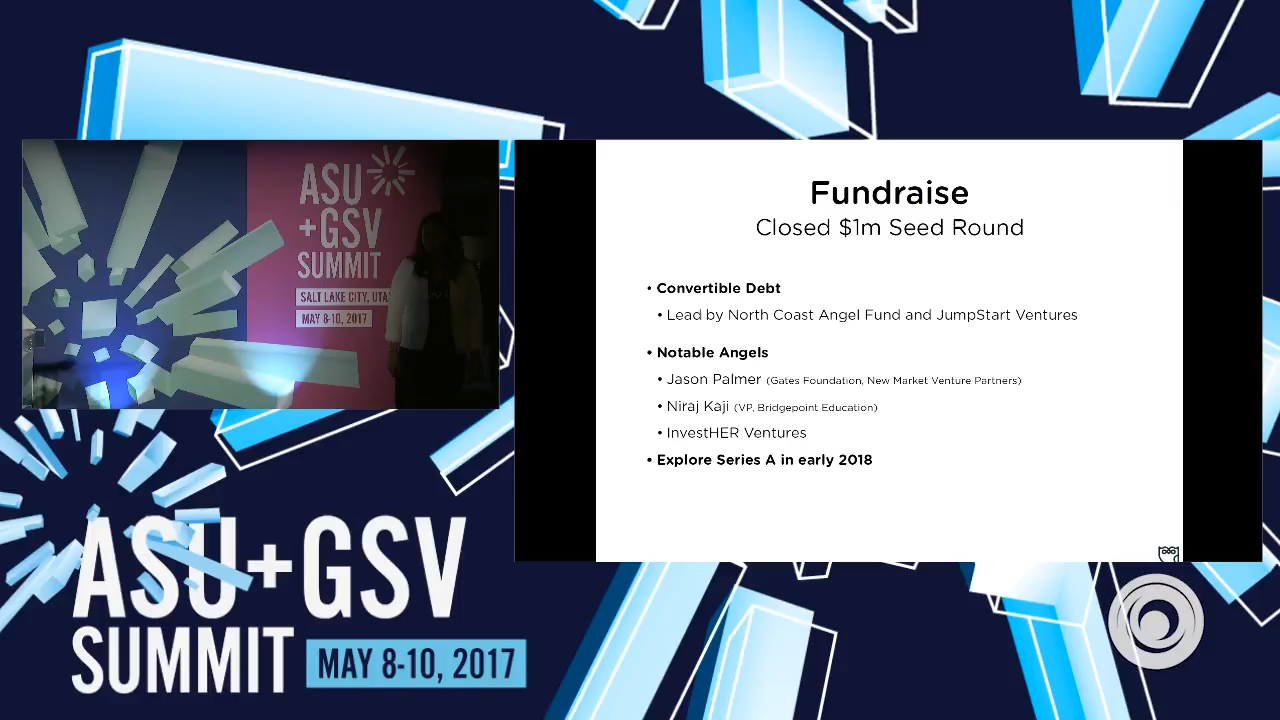 ASU
+GSV
SUMMIT
SALT LAKE CITY,
MAY 8-10, 2017
Fundraise
Closed $1m Seed Round
• Convertible Debt
• Lead by North Coast Angel Fund and JumpStart Ventures
• Notable Angels
• Jason Palmer (Gates Foundation, New Market Venture Partners)
• Niraj Kaji (VP, Bridgepoint Education)
• InvestHER Ventures
• Explore Series A in early 2018
ASU+GSV
SUMMIT MAY 8-10, 2017